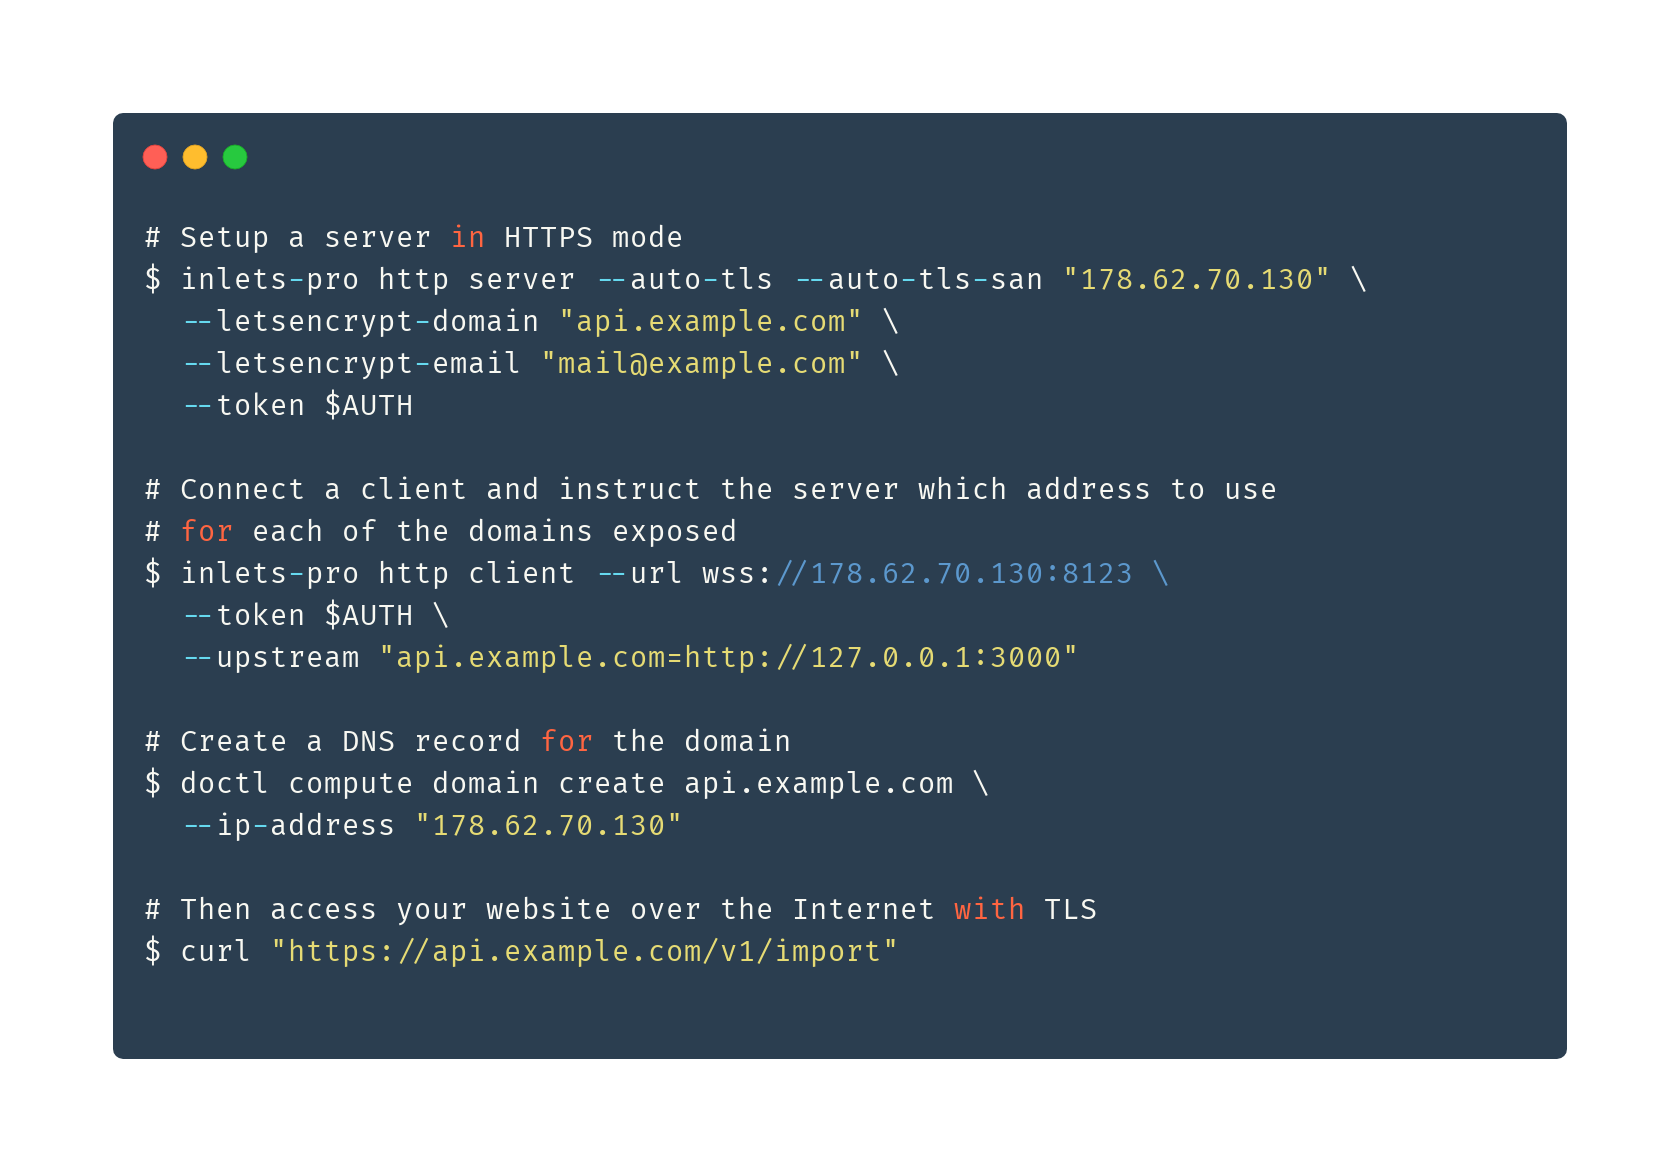 # Setup a server in HTTPS mode
$ inlets-pro http server --auto-tls --auto-tls-san "178.62.70.130" \
--letsencrypt-domain "api.example.com" \
--letsencrypt-email "mail@example.com" \
--token $AUTH
# Connect a client and instruct the server which address to use
# for each of the domains exposed
$ inlets-pro http client --url wss://178.62.70.130:8123 \
--token $AUTH \
--upstream "api.example.com=http://127.0.0.1:3000"
# Create a DNS record for the domain
$ doctl compute domain create api.example.com \
--ip-address "178.62.70.130"
# Then access your website over the Internet with TLS
$ curl "https://api.example.com/v1/import"